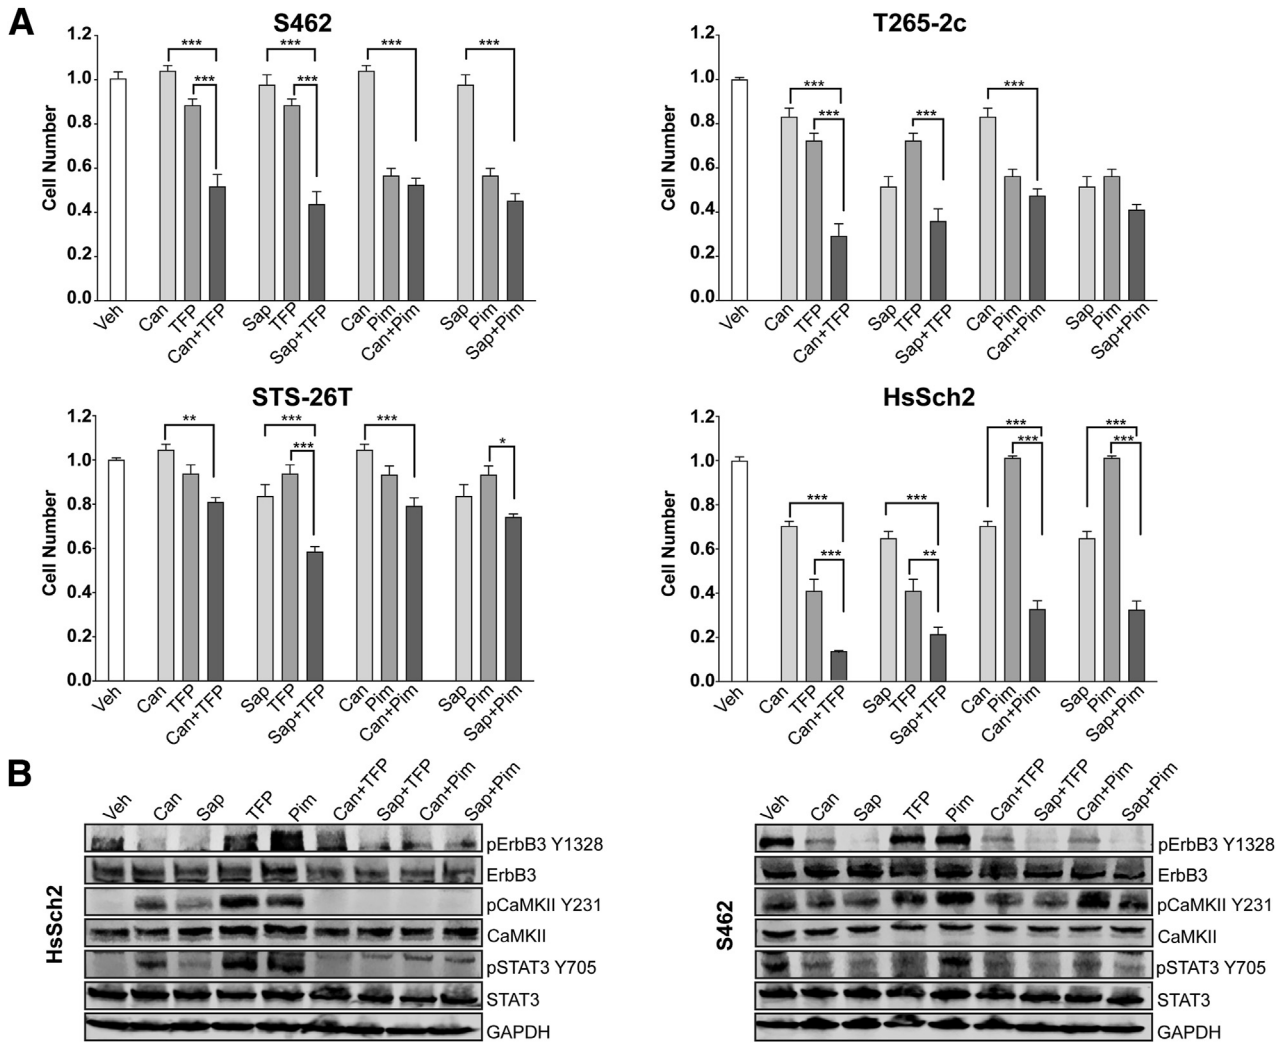 A
S462
Cell Number
1.2
1.0
0.8
0.6
0.4
0.2
0.0
*** *** *** ***
*** ***
Veh Can TFP Can+TFP Sap TFP Sap+TFP Can Pim Can+Pim Sap Pim Sap+Pim
T265-2c
Cell Number
1.2
1.0
0.8
0.6
0.4
0.2
0.0
*** ***
*** ***
Veh Can TFP Can+TFP Sap TFP Sap+TFP Can Pim Can+Pim Sap Pim Sap+Pim
STS-26T
Cell Number
1.2
1.0
0.8
0.6
0.4
0.2
0.0
** *** ***
*** *
Veh Can TFP Can+TFP Sap TFP Sap+TFP Can Pim Can+Pim Sap Pim Sap+Pim
HsSch2
Cell Number
1.2
1.0
0.8
0.6
0.4
0.2
0.0
*** ***
*** ***
*** ***
*** **
Veh Can TFP Can+TFP Sap TFP Sap+TFP Can Pim Can+Pim Sap Pim Sap+Pim
B
HsSch2
Veh Can Sap TFP Pim Can+TFP Sap+TFP Can+Pim Sap+Pim
pErbB3 Y1328
ErbB3
pCaMKII Y231
CaMKII
pSTAT3 Y705
STAT3
GAPDH
S462
Veh Can Sap TFP Pim Can+TFP Sap+TFP Can+Pim Sap+Pim
pErbB3 Y1328
ErbB3
pCaMKII Y231
CaMKII
pSTAT3 Y705
STAT3
GAPDH